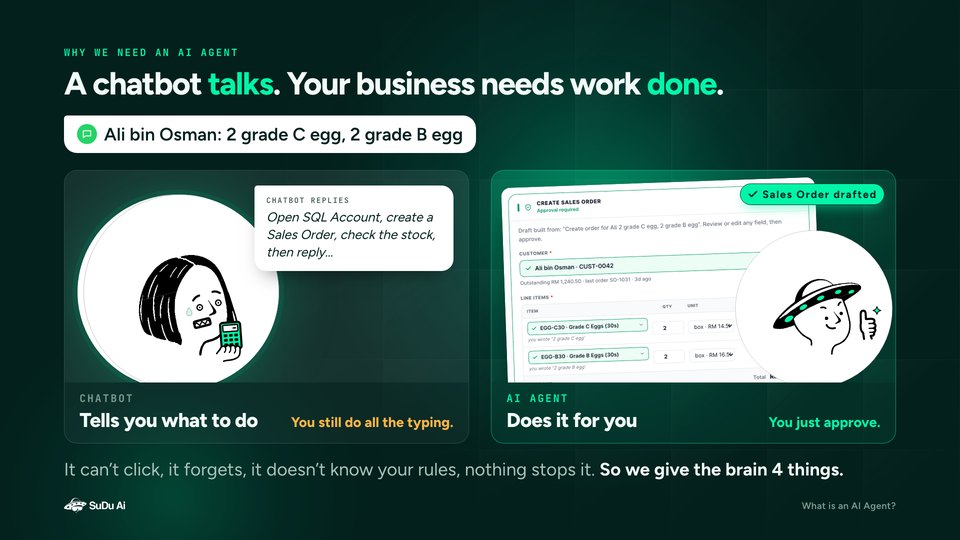 WHY WE NEED AN AI AGENT
A chatbot talks. Your business needs work done.
Ali bin Osman: 2 grade C egg, 2 grade B egg
CHATBOT REPLIES
Open SQL Account, create a
Sales Order, check the stock,
then reply...
CHATBOT
Tells you what to do
You still do all the typing.
Sales Order drafted
CREATE SALES ORDER
Approval required
Draft built from: "Create order for Ali 2 grade C egg, 2 grade B egg". Review or edit any field, then
approve.
CUSTOMER
Ali bin Osman · CUST-0042
Outstanding RM 1,240.50 · last order SO-1031 · 3d ago
LINE ITEMS
ITEM QTY UNIT
EGG-C30 · Grade C Eggs (30s) 2 box · RM 14.5
you wrote "2 grade C egg"
EGG-B30 · Grade B Eggs (30s) 2 box · RM 16.5
you wrote "2 grade B egg"
Total
AI AGENT
Does it for you
You just approve.
It can't click, it forgets, it doesn't know your rules, nothing stops it. So we give the brain 4 things.
SuDu Ai
What is an AI Agent?